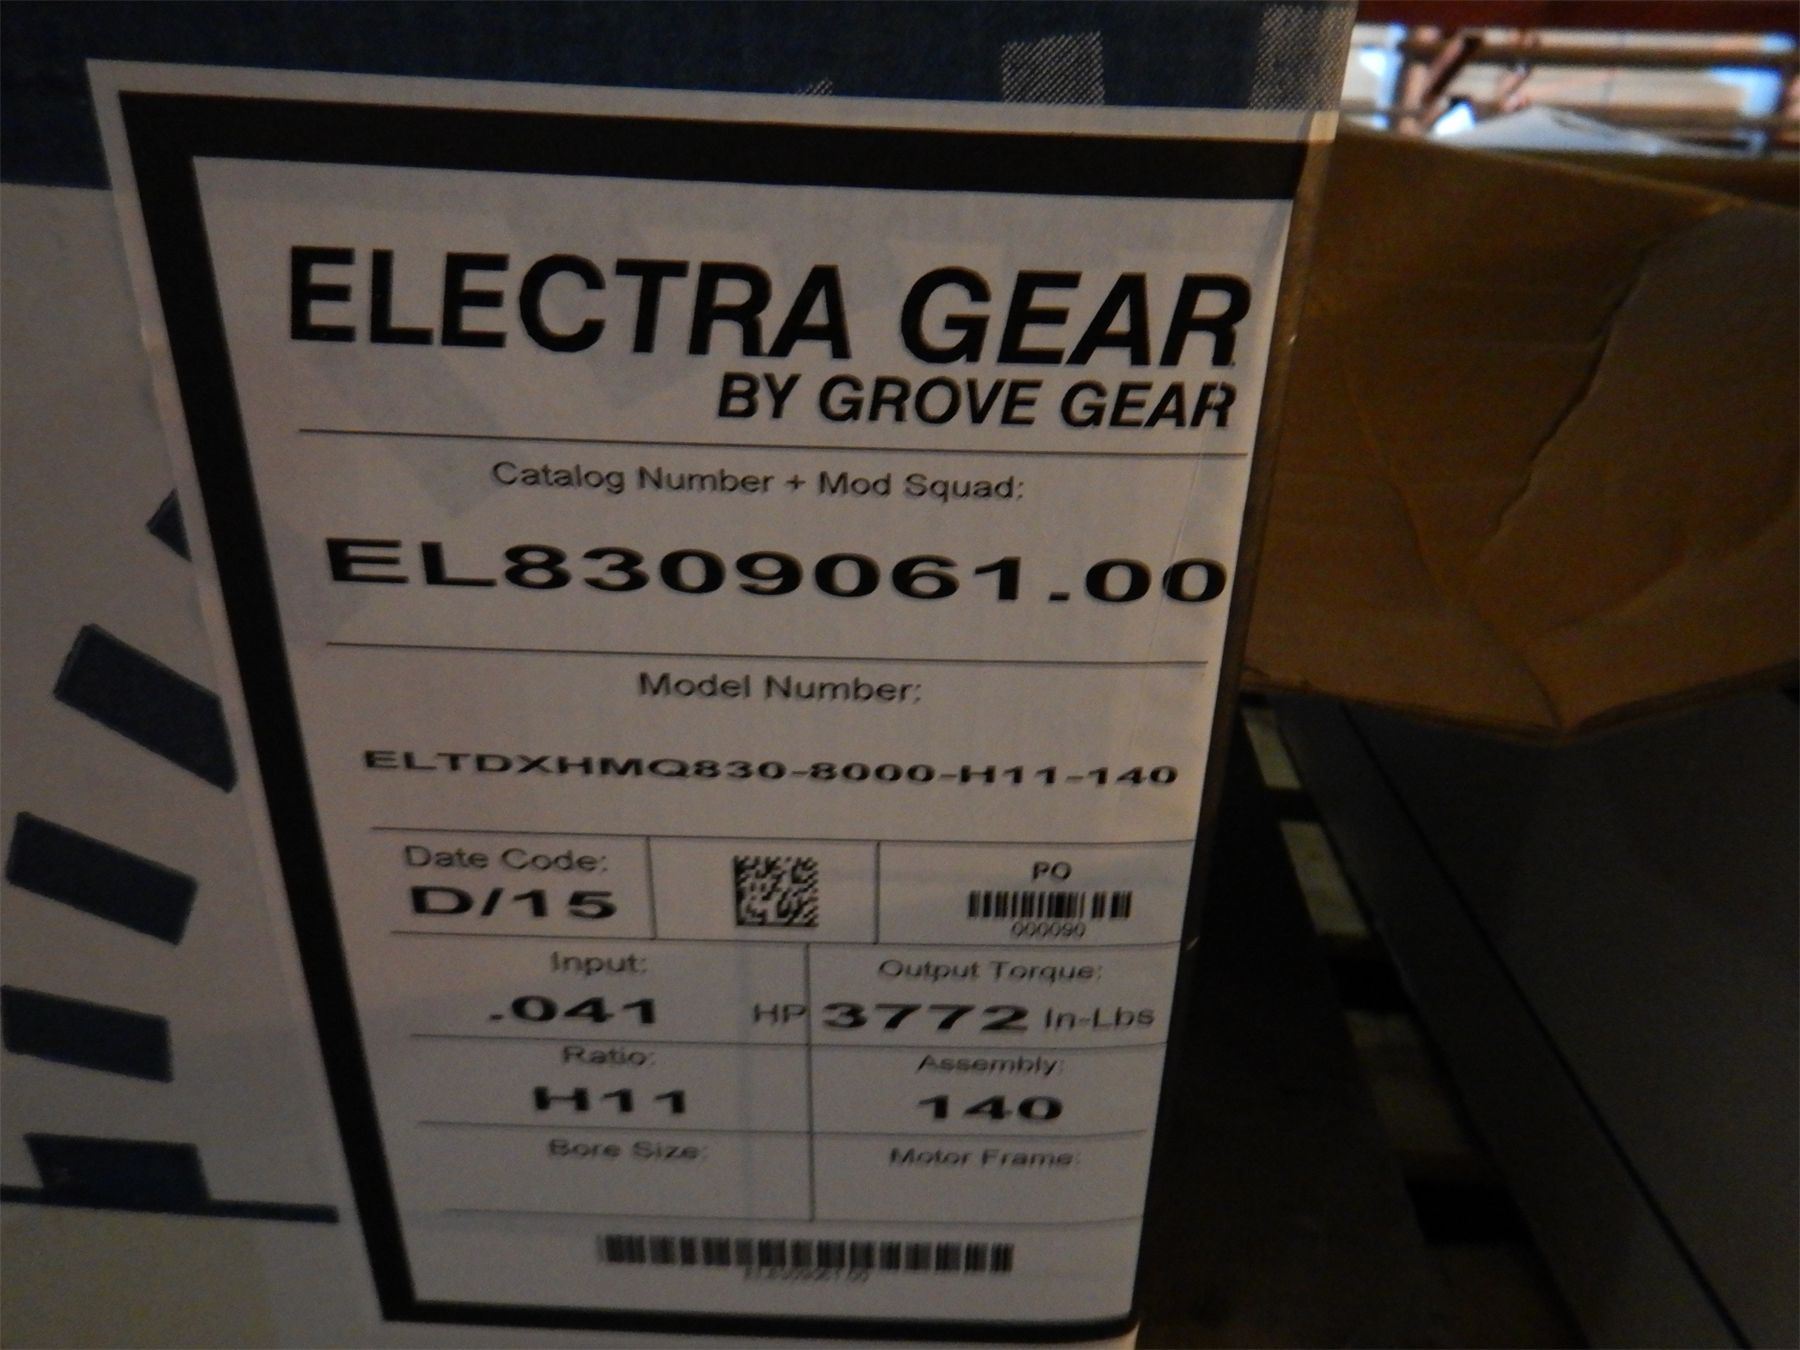 ELECTRA GEAR
BY GROVE GEAR
Catalog Number + Mod Squad:
EL8309061.00
Model Number:
ELTDXHMQ830-8000-H11-140
Date Code:
D/15
PO
000090
Input:
.041 HP
Output Torque:
3772 In-Lbs
Ratio:
H11
Assembly:
140
Bore Size:
Motor Frame:
EL8309061.00